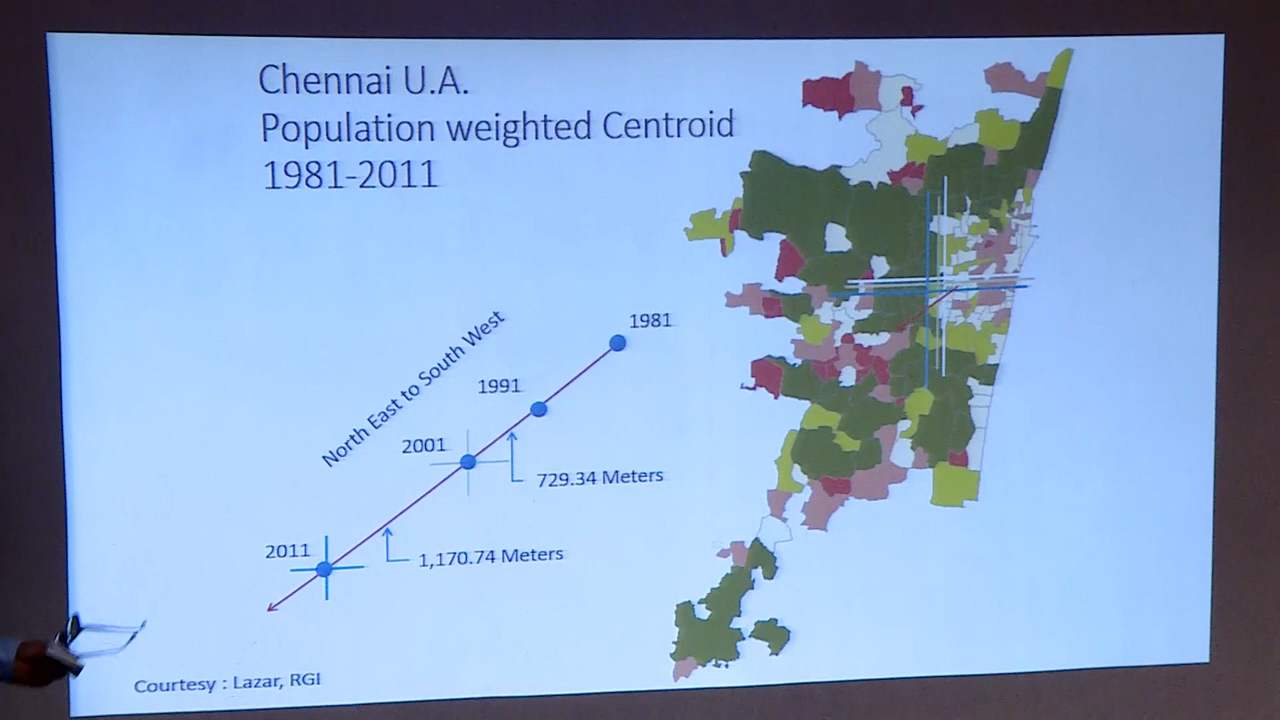 Chennai U.A.
Population weighted Centroid
1981-2011
North East to South West
1981
1991
2001
729.34 Meters
2011
1,170.74 Meters
Courtesy : Lazar, RGI